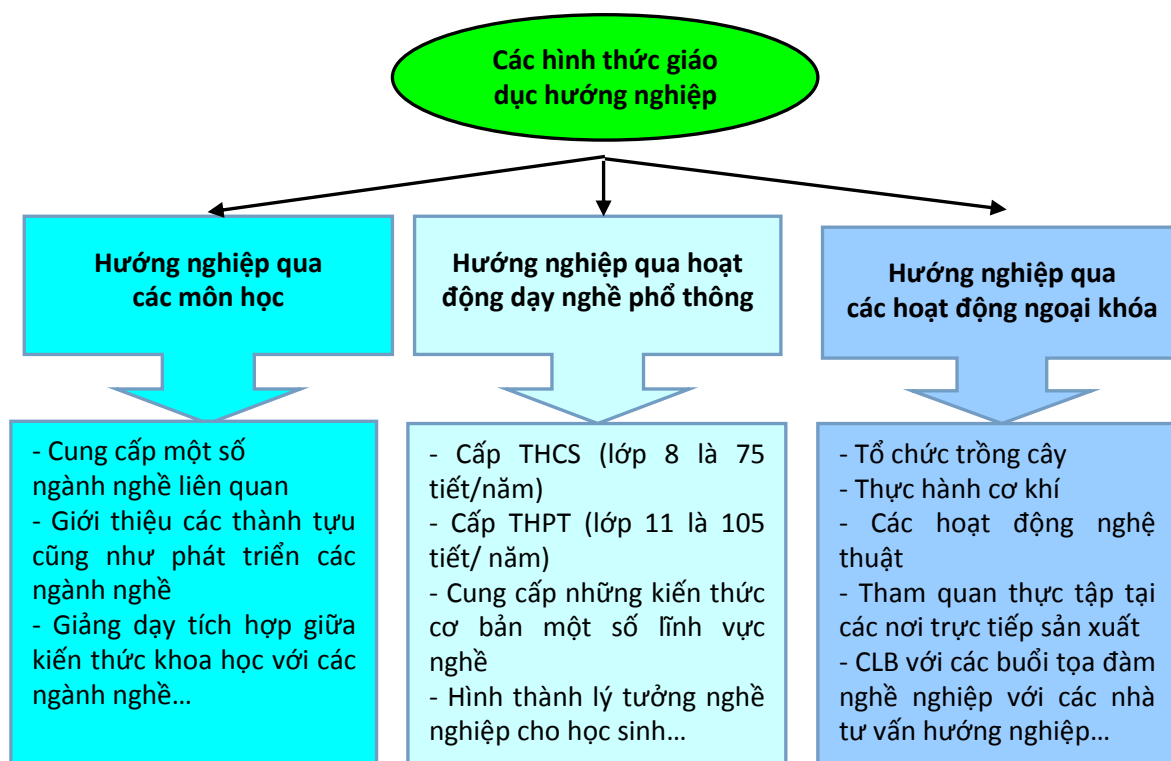 Các hình thức giáo
dục hướng nghiệp
Hướng nghiệp qua
các môn học
Hướng nghiệp qua hoạt
động dạy nghề phổ thông
Hướng nghiệp qua
các hoạt động ngoại khóa
- Cung cấp một số
ngành nghề liên quan
- Giới thiệu các thành tựu
cũng như phát triển các
ngành nghề
- Giảng dạy tích hợp giữa
kiến thức khoa học với các
ngành nghề…
- Cấp THCS (lớp 8 là 75
tiết/năm)
- Cấp THPT (lớp 11 là 105
tiết/ năm)
- Cung cấp những kiến thức
cơ bản một số lĩnh vực
nghề
- Hình thành lý tưởng nghề
nghiệp cho học sinh…
- Tổ chức trồng cây
- Thực hành cơ khí
- Các hoạt động nghệ
thuật
- Tham quan thực tập tại
các nơi trực tiếp sản xuất
- CLB với các buổi tọa đàm
nghề nghiệp với các nhà
tư vấn hướng nghiệp…